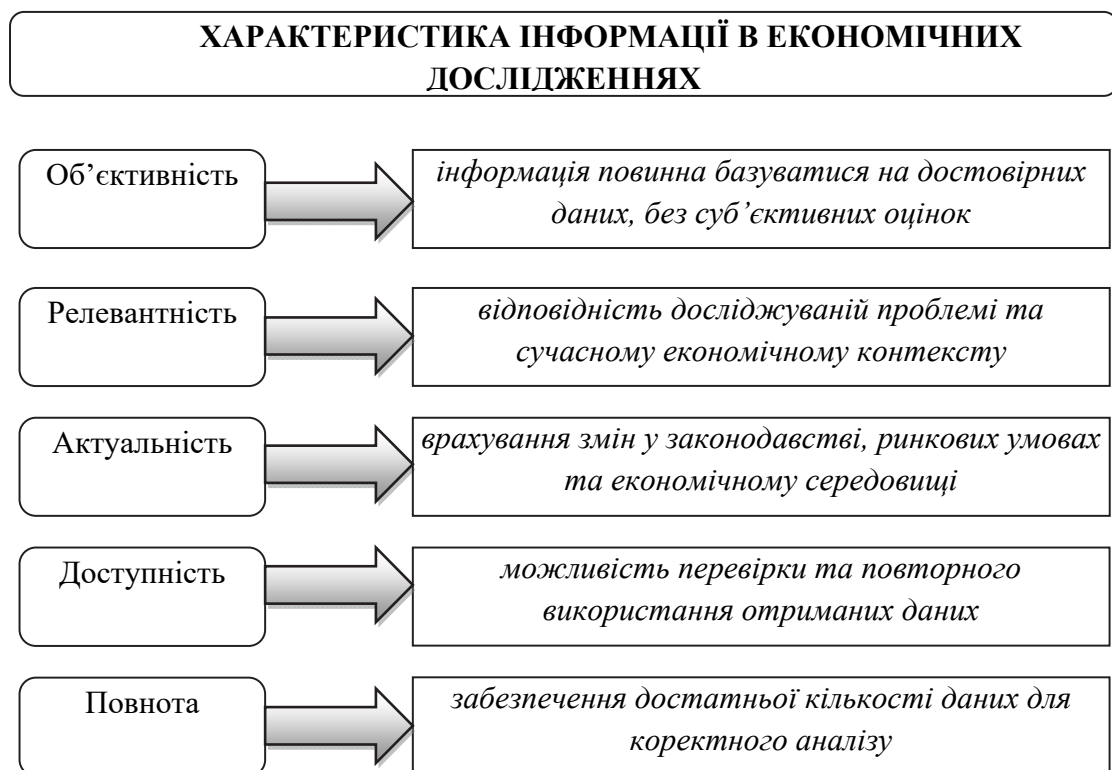 ХАРАКТЕРИСТИКА ІНФОРМАЦІЇ В ЕКОНОМІЧНИХ
ДОСЛІДЖЕННЯХ
Об’єктивність
інформація повинна базуватися на достовірних
даних, без суб’єктивних оцінок
Релевантність
відповідність досліджуваній проблемі та
сучасному економічному контексту
Актуальність
врахування змін у законодавстві, ринкових умовах
та економічному середовищі
Доступність
можливість перевірки та повторного
використання отриманих даних
Повнота
забезпечення достатньої кількості даних для
коректного аналізу